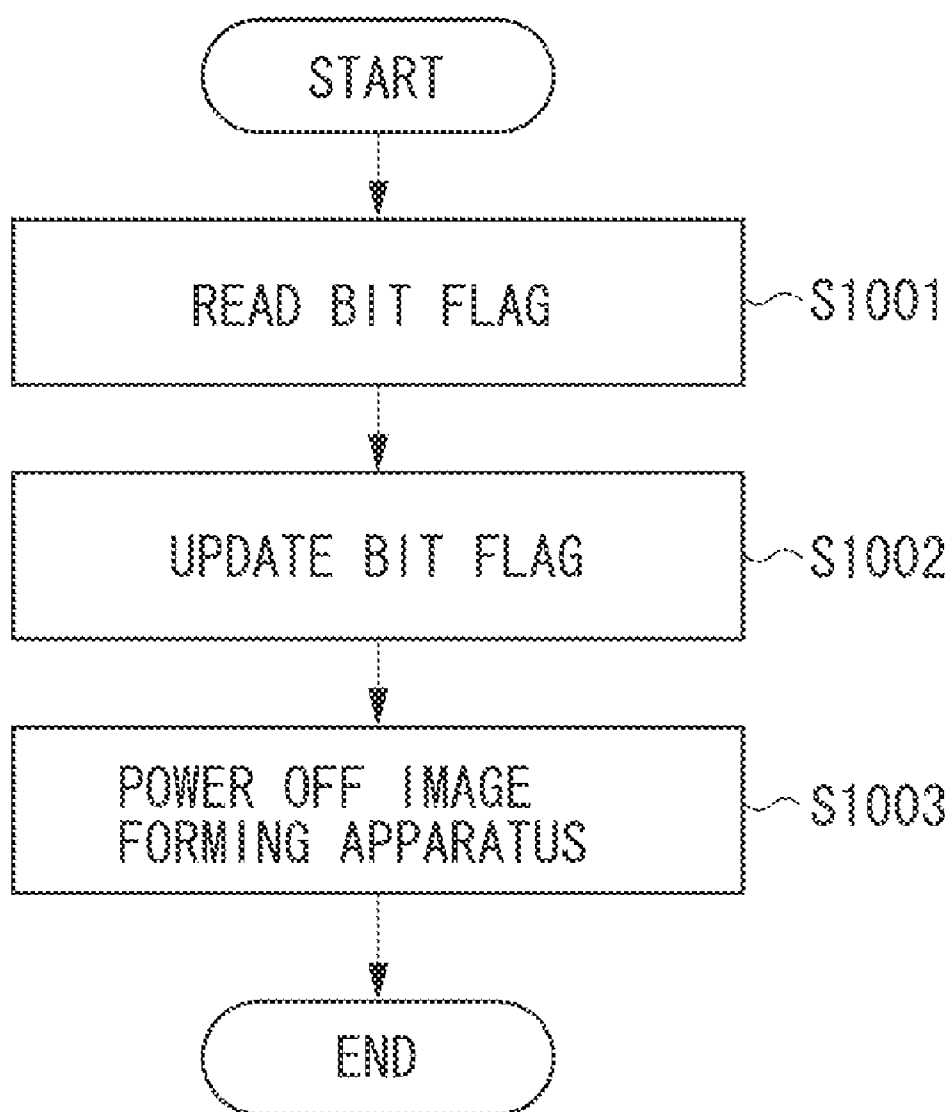 START
READ BIT FLAG
S1001
UPDATE BIT FLAG
S1002
POWER OFF IMAGE
FORMING APPARATUS
S1003
END